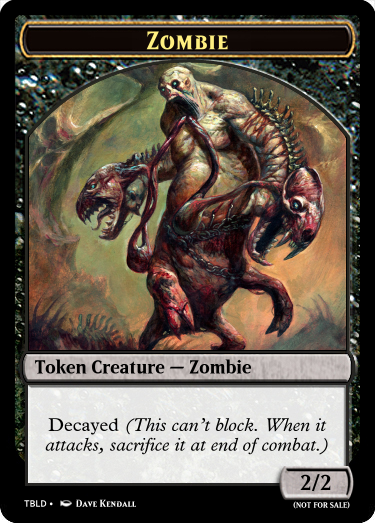 Zombie
Token Creature — Zombie
Decayed (This can't block. When it
attacks, sacrifice it at end of combat.)
2/2
TBLD • Dave Kendall
(NOT FOR SALE)